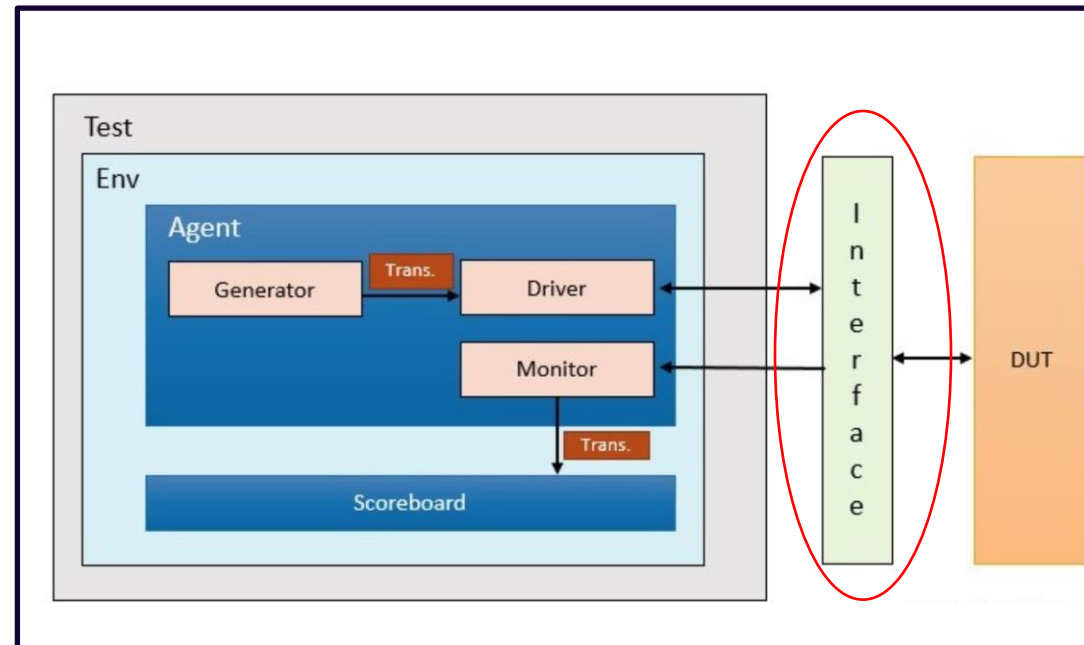 Test
Env
Agent
Generator
Trans.
Driver
Monitor
Trans.
Scoreboard
Interface
DUT